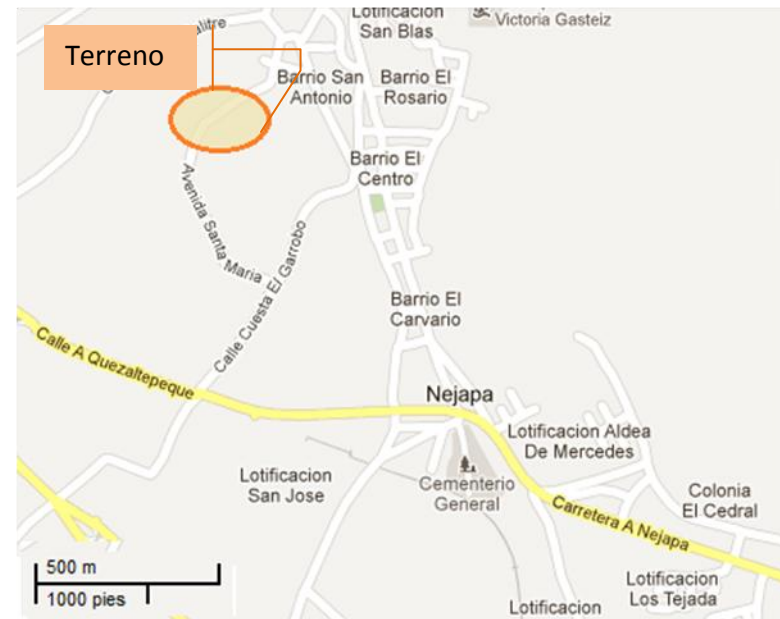 Lotificacion
San Blas
Victoria Gasteiz
alitre
Terreno
Barrio San
Antonio
Barrio El
Rosario
Barrio El
Centro
Avenida Santa Maria
Calle Cuesta El Garrobo
Barrio El
Carvario
Calle A Quezaltepeque
Nejapa
Lotificacion Aldea
De Mercedes
Lotificacion
San Jose
Cementerio
General
Colonia
El Cedral
Carretera A Nejapa
500 m
1000 pies
Lotificacion
Los Tejada
Lotificacion